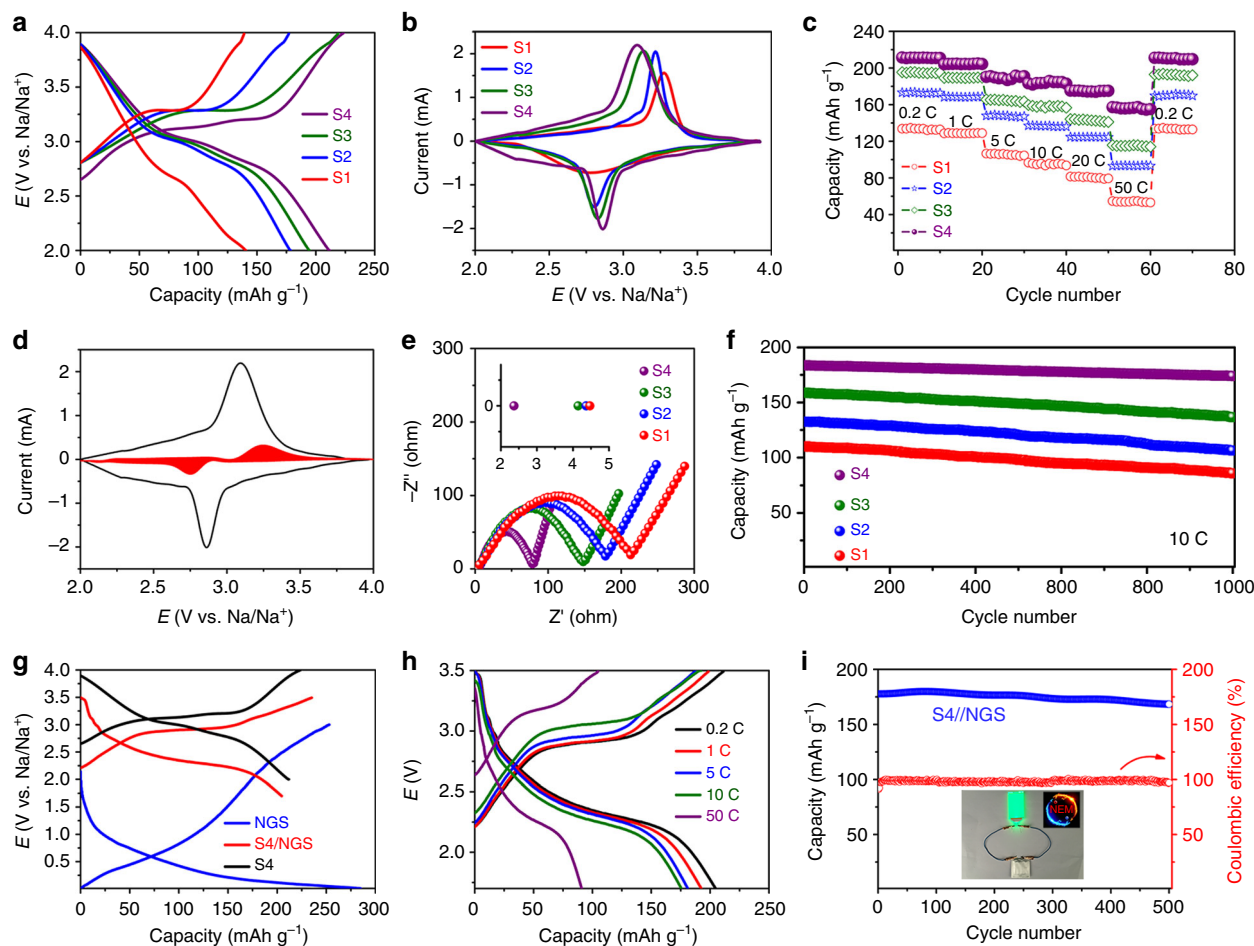 a
E (V vs. Na/Na⁺)
4.0
3.5
3.0
2.5
2.0
0 50 100 150 200 250
Capacity (mAh g⁻¹)
S4
S3
S2
S1
b
Current (mA)
2
1
0
−1
−2
2.0 2.5 3.0 3.5 4.0
E (V vs. Na/Na⁺)
S1
S2
S3
S4
c
Capacity (mAh g⁻¹)
240
200
160
120
80
40
0 20 40 60 80
Cycle number
0.2 C
1 C
5 C
10 C
20 C
50 C
0.2 C
S1
S2
S3
S4
d
Current (mA)
2
1
0
−1
−2
2.0 2.5 3.0 3.5 4.0
E (V vs. Na/Na⁺)
e
−Z'' (ohm)
300
200
100
0
0 100 200 300
Z' (ohm)
0
2 3 4 5
S4
S3
S2
S1
f
Capacity (mAh g⁻¹)
200
150
100
50
0 200 400 600 800 1000
Cycle number
S4
S3
S2
S1
10 C
g
E (V vs. Na/Na⁺)
4.0
3.5
3.0
2.5
2.0
1.5
1.0
0.5
0 50 100 150 200 250 300
Capacity (mAh g⁻¹)
NGS
S4/NGS
S4
h
E (V)
3.5
3.0
2.5
2.0
0 50 100 150 200 250
Capacity (mAh g⁻¹)
0.2 C
1 C
5 C
10 C
50 C
i
Capacity (mAh g⁻¹)
200
150
100
50
0 100 200 300 400 500
Cycle number
S4//NGS
NEM
200
150
100
50
0
Coulombic efficiency (%)